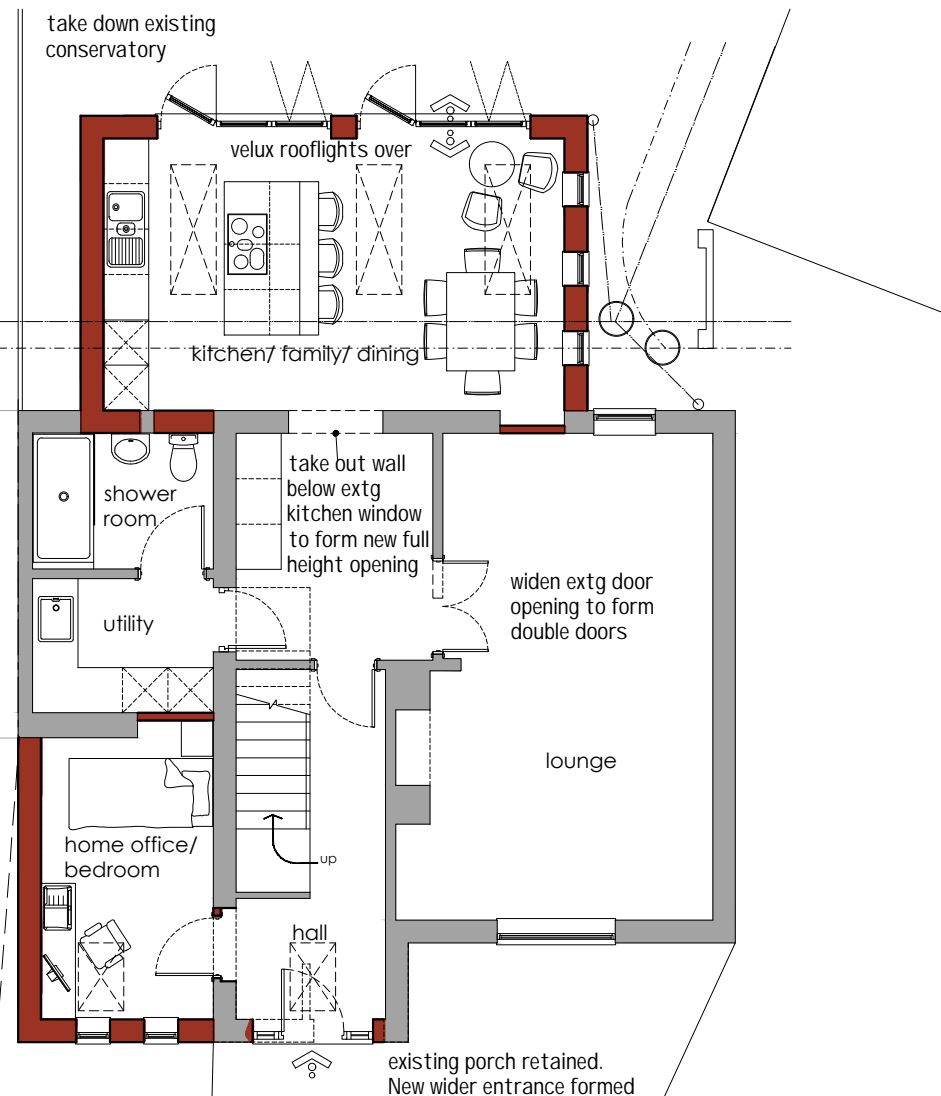 take down existing
conservatory
velux rooflights over
kitchen/ family/ dining
take out wall
below extg
kitchen window
to form new full
height opening
shower
room
widen extg door
opening to form
double doors
utility
lounge
home office/
bedroom
up
hall
existing porch retained.
New wider entrance formed